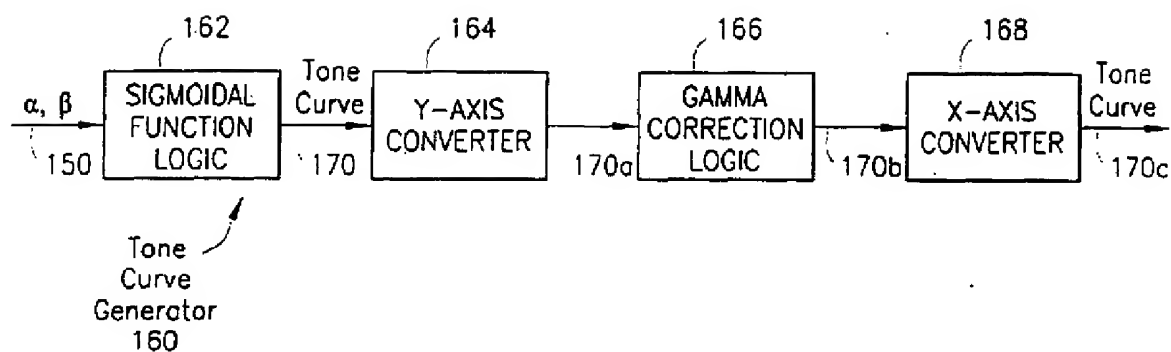 162
164
166
168
α, β
150
SIGMOIDAL
FUNCTION
LOGIC
Tone
Curve
170
Y-AXIS
CONVERTER
170a
GAMMA
CORRECTION
LOGIC
170b
X-AXIS
CONVERTER
Tone
Curve
170c
Tone
Curve
Generator
160